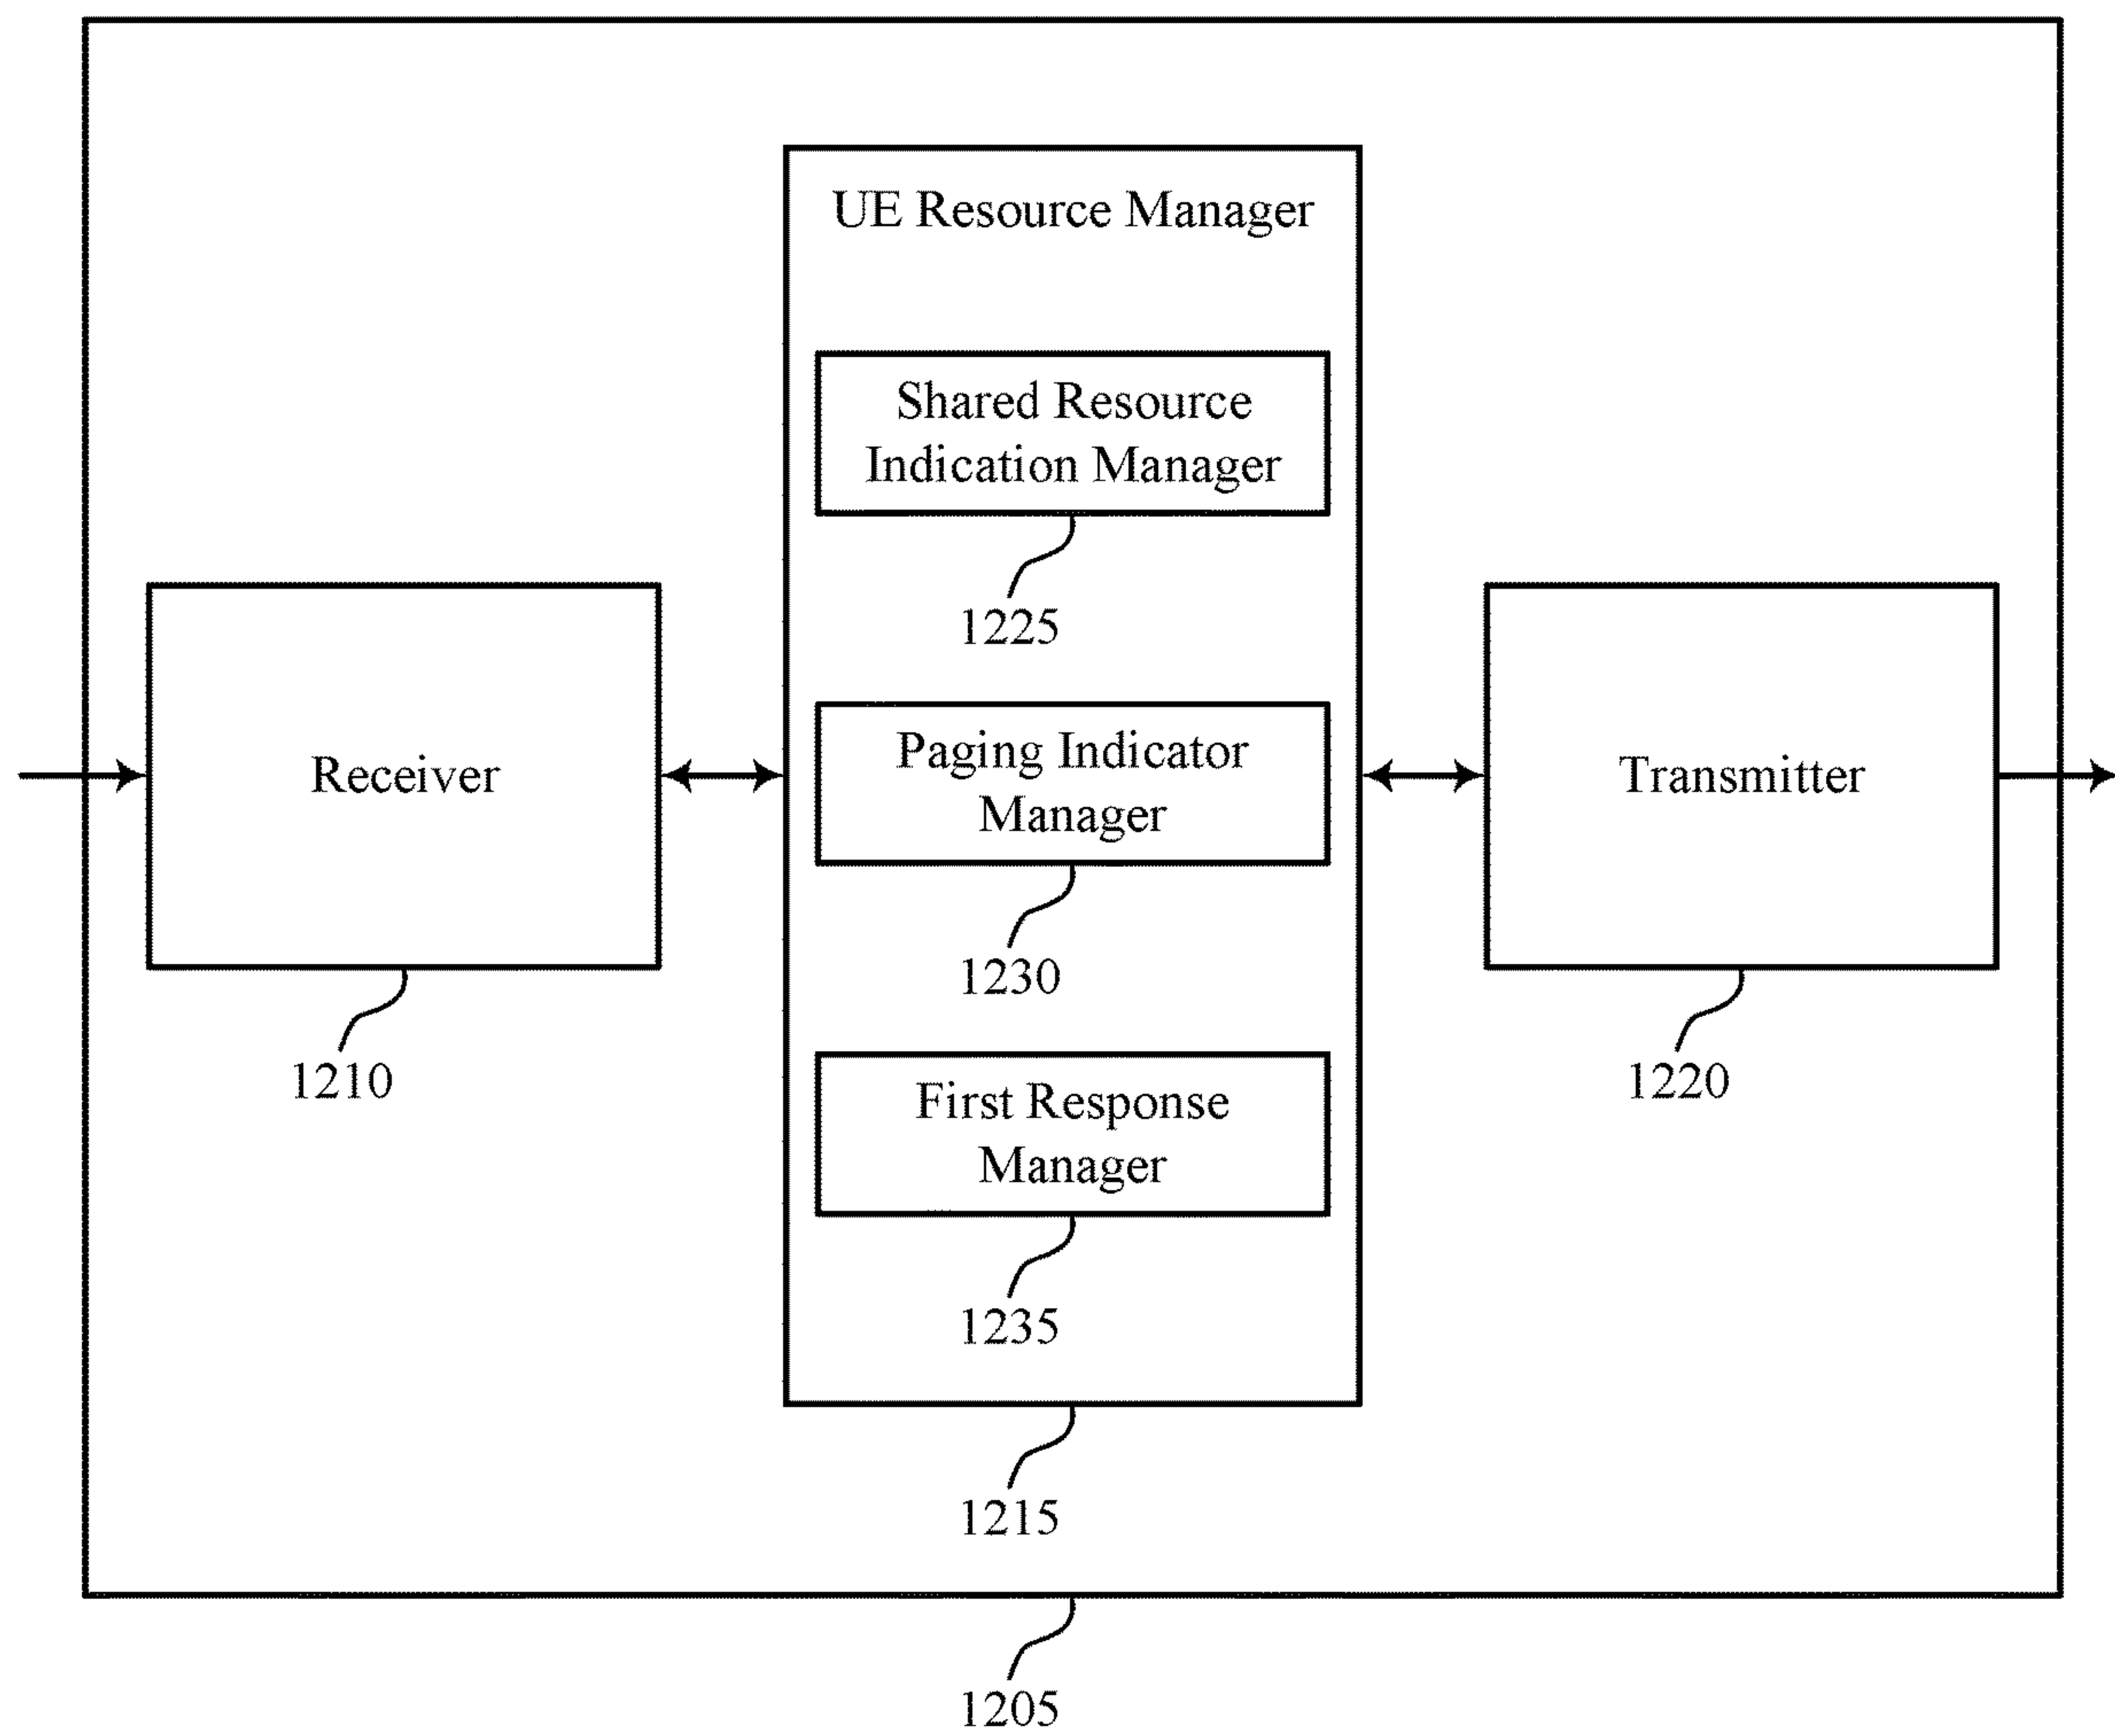 UE Resource Manager
Shared Resource
Indication Manager
1225
Receiver
1210
Paging Indicator
Manager
1230
Transmitter
1220
First Response
Manager
1235
1215
1205